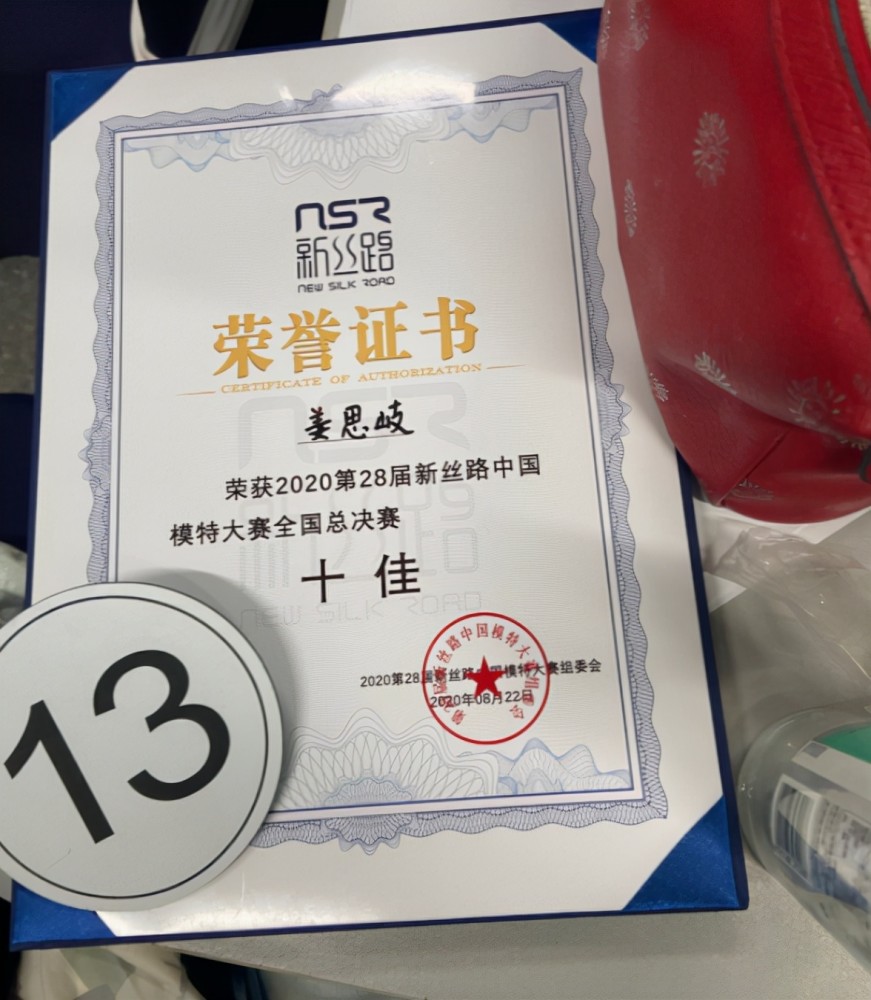 NSR
新丝路
NEW SILK ROAD
荣誉证书
CERTIFICATE OF AUTHORIZATION
姜思岐
荣获2020第28届新丝路中国
模特大赛全国总决赛
十佳
2020第28届新丝路中国模特大赛组委会
2020年08月22日
13